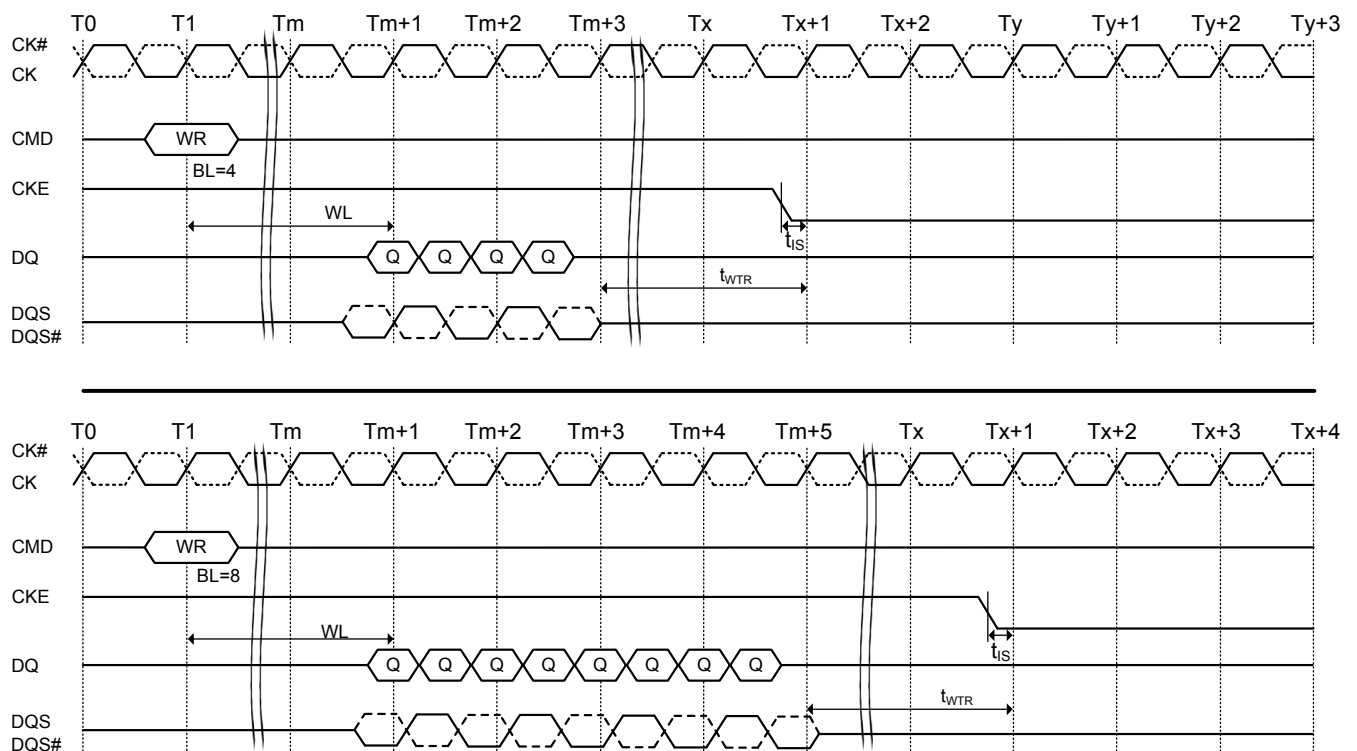 T0 T1 Tm Tm+1 Tm+2 Tm+3 Tx Tx+1 Tx+2 Ty Ty+1 Ty+2 Ty+3
CK#
CK
CMD WR
BL=4
CKE
WL
tIS
DQ Q Q Q Q
tWTR
DQS
DQS#
T0 T1 Tm Tm+1 Tm+2 Tm+3 Tm+4 Tm+5 Tx Tx+1 Tx+2 Tx+3 Tx+4
CK#
CK
CMD WR
BL=8
CKE
WL
tIS
DQ Q Q Q Q Q Q Q Q
tWTR
DQS
DQS#